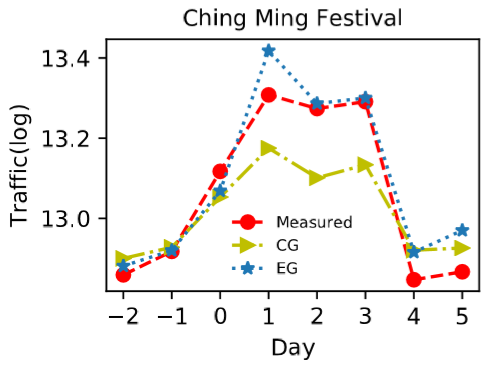 Ching Ming Festival
Traffic(log)
13.4
13.2
13.0
Measured
CG
EG
−2 −1 0 1 2 3 4 5
Day